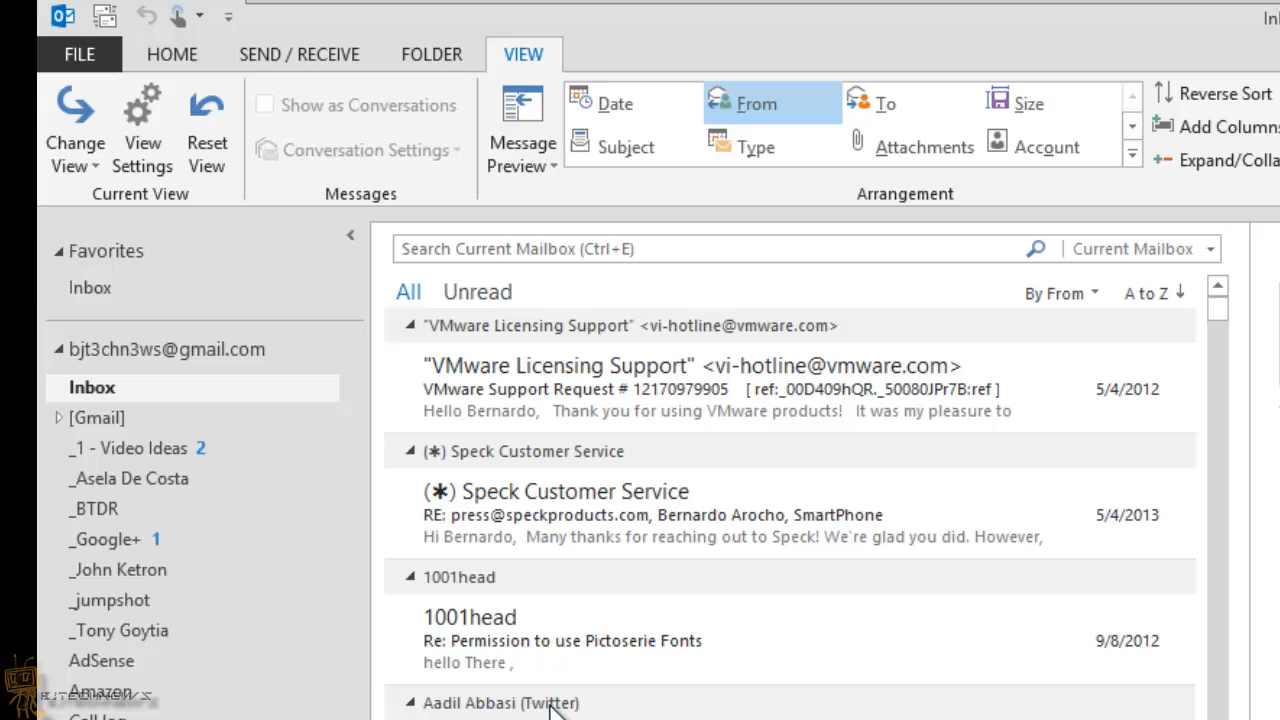 FILE HOME SEND / RECEIVE FOLDER VIEW
Change View
View Settings
Reset View
Current View
Show as Conversations
Conversation Settings
Messages
Message Preview
Date From To Size
Subject Type Attachments Account
Arrangement
Reverse Sort
Add Column
Expand/Colla
Favorites
Inbox
bjt3chn3ws@gmail.com
Inbox
[Gmail]
_1 - Video Ideas 2
_Asela De Costa
_BTDR
_Google+ 1
_John Ketron
_jumpshot
_Tony Goytia
AdSense
Amazon
BJTECHNEWS
Search Current Mailbox (Ctrl+E) Current Mailbox
All Unread By From A to Z
"VMware Licensing Support" <vi-hotline@vmware.com>
"VMware Licensing Support" <vi-hotline@vmware.com>
VMware Support Request # 12170979905 [ ref:_00D409hQR._50080JPr7B:ref ] 5/4/2012
Hello Bernardo, Thank you for using VMware products! It was my pleasure to
(✱) Speck Customer Service
(✱) Speck Customer Service
RE: press@speckproducts.com, Bernardo Arocho, SmartPhone 5/4/2013
Hi Bernardo, Many thanks for reaching out to Speck! We're glad you did. However,
1001head
1001head
Re: Permission to use Pictoserie Fonts 9/8/2012
hello There ,
Aadil Abbasi (Twitter)